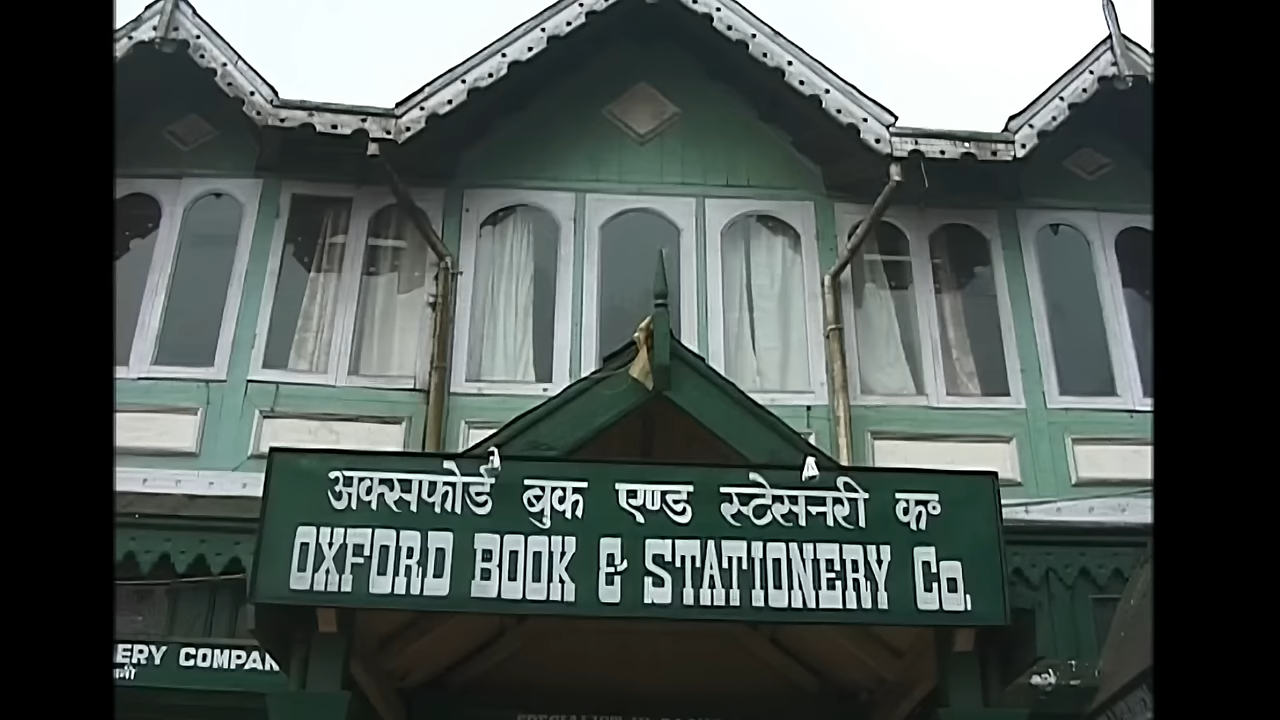 अक्सफोर्ड बुक एण्ड स्टेसनरी क॰
OXFORD BOOK & STATIONERY Co.
ERY COMPAN